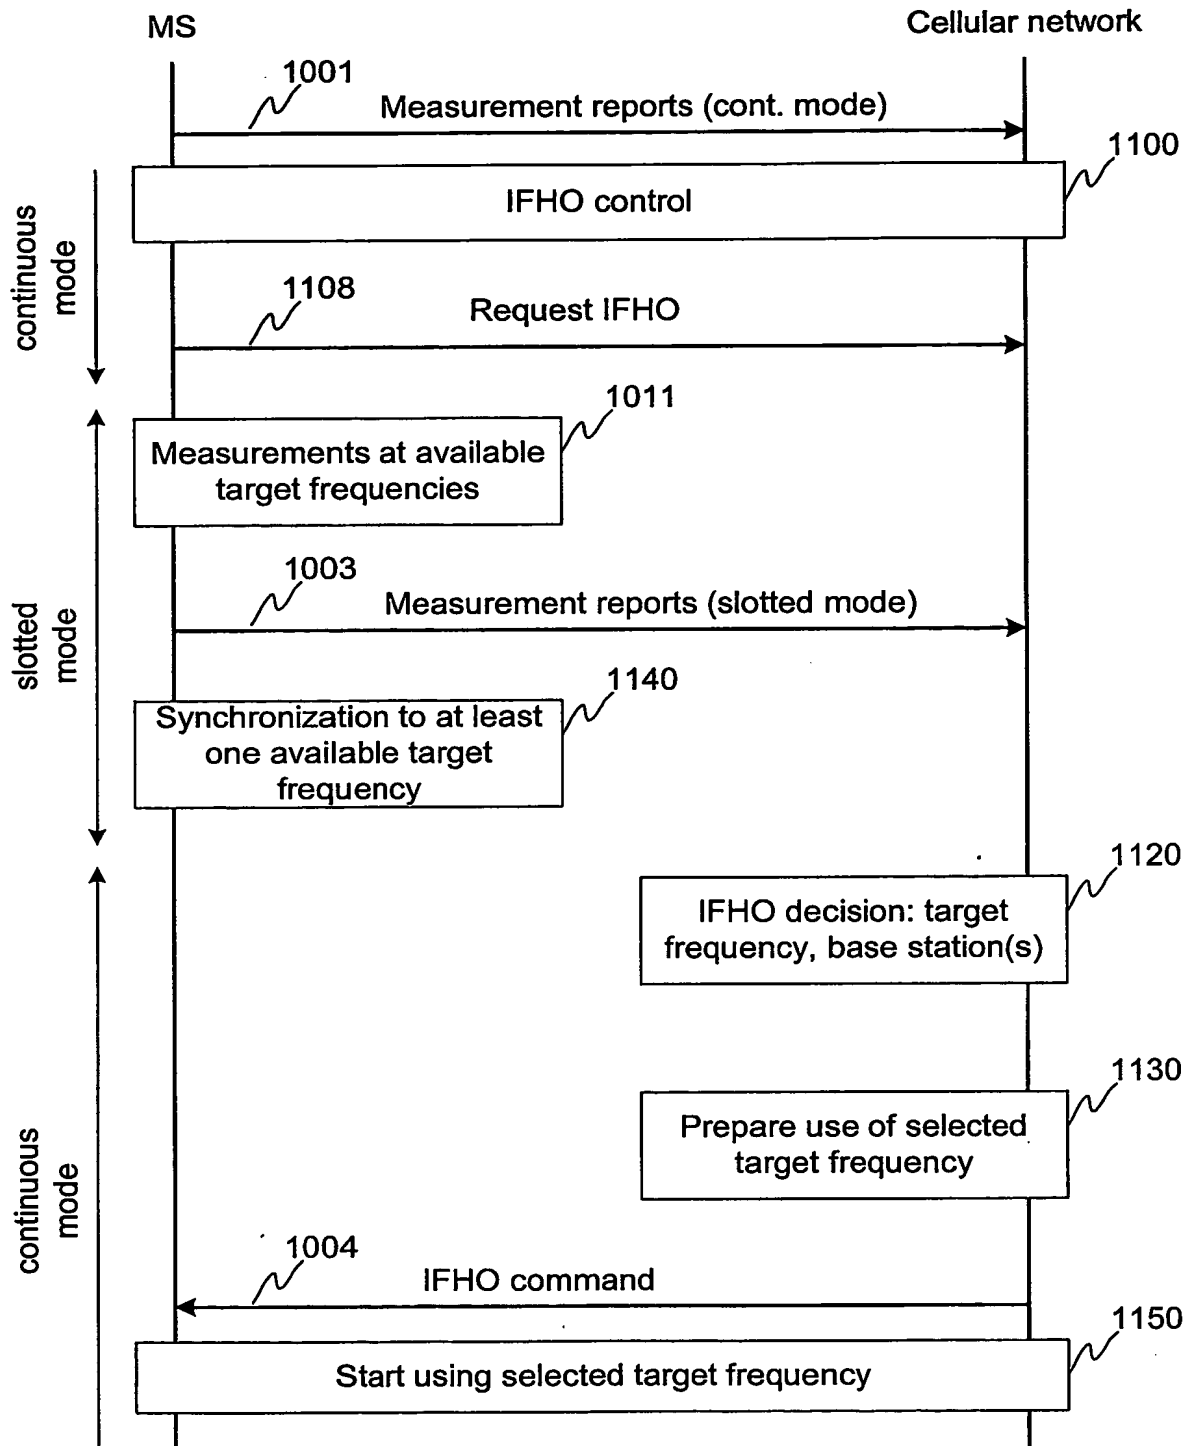 MS
Cellular network
1001
Measurement reports (cont. mode)
1100
IFHO control
continuous
mode
1108
Request IFHO
1011
Measurements at available
target frequencies
1003
Measurement reports (slotted mode)
slotted
mode
1140
Synchronization to at least
one available target
frequency
1120
IFHO decision: target
frequency, base station(s)
1130
Prepare use of selected
target frequency
continuous
mode
1004
IFHO command
1150
Start using selected target frequency